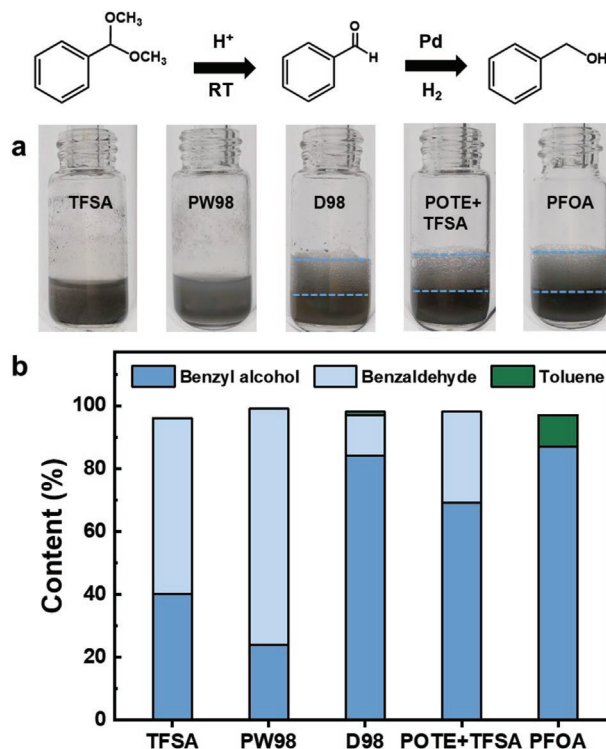 OCH₃
OCH₃
H⁺
RT
O
H
Pd
H₂
OH
a
TFSA
PW98
D98
POTE+
TFSA
PFOA
b
Benzyl alcohol
Benzaldehyde
Toluene
Content (%)
100
80
60
40
20
0
TFSA
PW98
D98
POTE+TFSA
PFOA